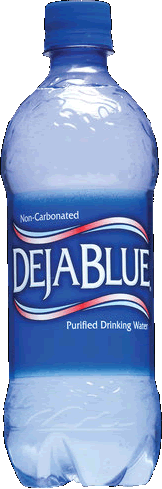 Non-Carbonated
DEJABLUE
Purified Drinking Water